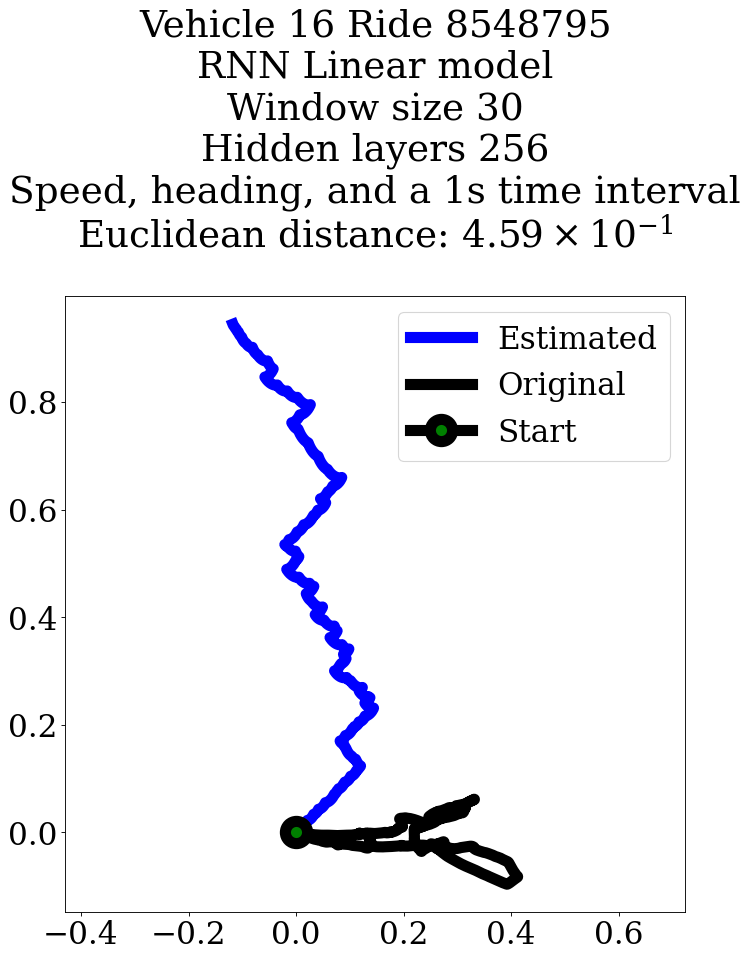 Vehicle 16 Ride 8548795
RNN Linear model
Window size 30
Hidden layers 256
Speed, heading, and a 1s time interval
Euclidean distance: 4.59 × 10⁻¹
Estimated
Original
Start
0.8
0.6
0.4
0.2
0.0
−0.4 −0.2 0.0 0.2 0.4 0.6